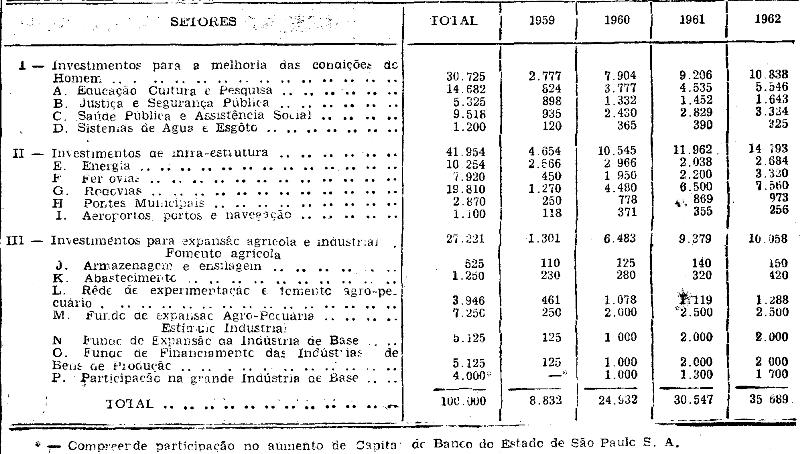 SETORES TOTAL 1959 1960 1961 1962
I — Investimentos para a melhoria das condições do
Homem .. .. .. .. .. .. .. .. .. .. .. .. .. 30.725 2.777 7.904 9.206 10.838
A. Educação Cultura e Pesquisa .. .. .. .. .. 14.682 824 3.777 4.535 5.546
B. Justiça e Segurança Pública .. .. .. .. .. 5.325 898 1.332 1.452 1.643
C. Saúde Pública e Assistência Social .. .. .. 9.518 935 2.430 2.829 3.324
D. Sistemas de Agua e Esgôto .. .. .. .. .. .. 1.200 120 365 390 325
II — Investimentos de infra-estrutura .. .. .. .. .. 41.954 4.654 10.545 11.962 14 793
E. Energia .. .. .. .. .. .. .. .. .. .. .. .. 10 254 2.566 2 966 2.038 2.684
F Ferrovias .. .. .. .. .. .. .. .. .. .. .. 7.920 450 1 950 2.200 3.320
G. Rodovias .. .. .. .. .. .. .. .. .. .. .. 19.810 1.270 4.480 6.500 7.560
H Pontes Municipais .. .. .. .. .. .. .. .. 2.870 250 778 869 973
I. Aeroportos, portos e navegação .. .. .. .. 1.100 118 371 355 256
III — Investimentos para expansão agrícola e industrial . 27.221 1.301 6.483 9.379 10.058
Fomento agrícola
J. Armazenagem e ensilagem .. .. .. .. .. .. 525 110 125 140 150
K. Abastecimento .. .. .. .. .. .. .. .. .. .. 1.250 230 280 320 420
L. Rêde de experimentação e fomento agro-pe-
cuário .. .. .. .. .. .. .. .. .. .. .. .. 3.946 461 1.078 1.119 1.288
M. Fundo de expansão Agro-Pecuária .. .. .. .. 7.250 250 2.000 2.500 2.500
Estímulo Industrial
N Fundo de Expansão da Indústria de Base .. .. 5.125 125 1 000 2.000 2.000
O. Fundo de Financiamento das Indústrias de
Bens de Produção .. .. .. .. .. .. .. .. .. 5.125 125 1.000 2.000 2 000
P. Participação na grande Indústria de Base .. .. 4.000* —* 1.000 1.300 1 700
TOTAL .. .. .. .. .. .. .. .. .. .. 100.000 8.832 24.932 30.547 35 689
* — Compreende participação no aumento de Capital do Banco do Estado de São Paulo S. A.